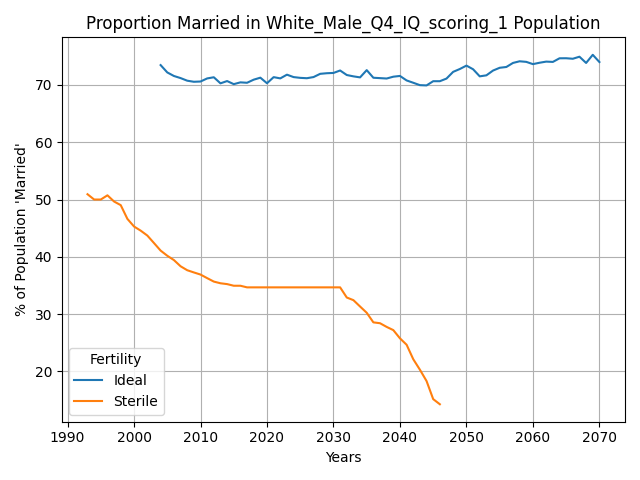 Proportion Married in White_Male_Q4_IQ_scoring_1 Population
% of Population 'Married'
70
60
50
40
30
20
Fertility
Ideal
Sterile
1990 2000 2010 2020 2030 2040 2050 2060 2070
Years